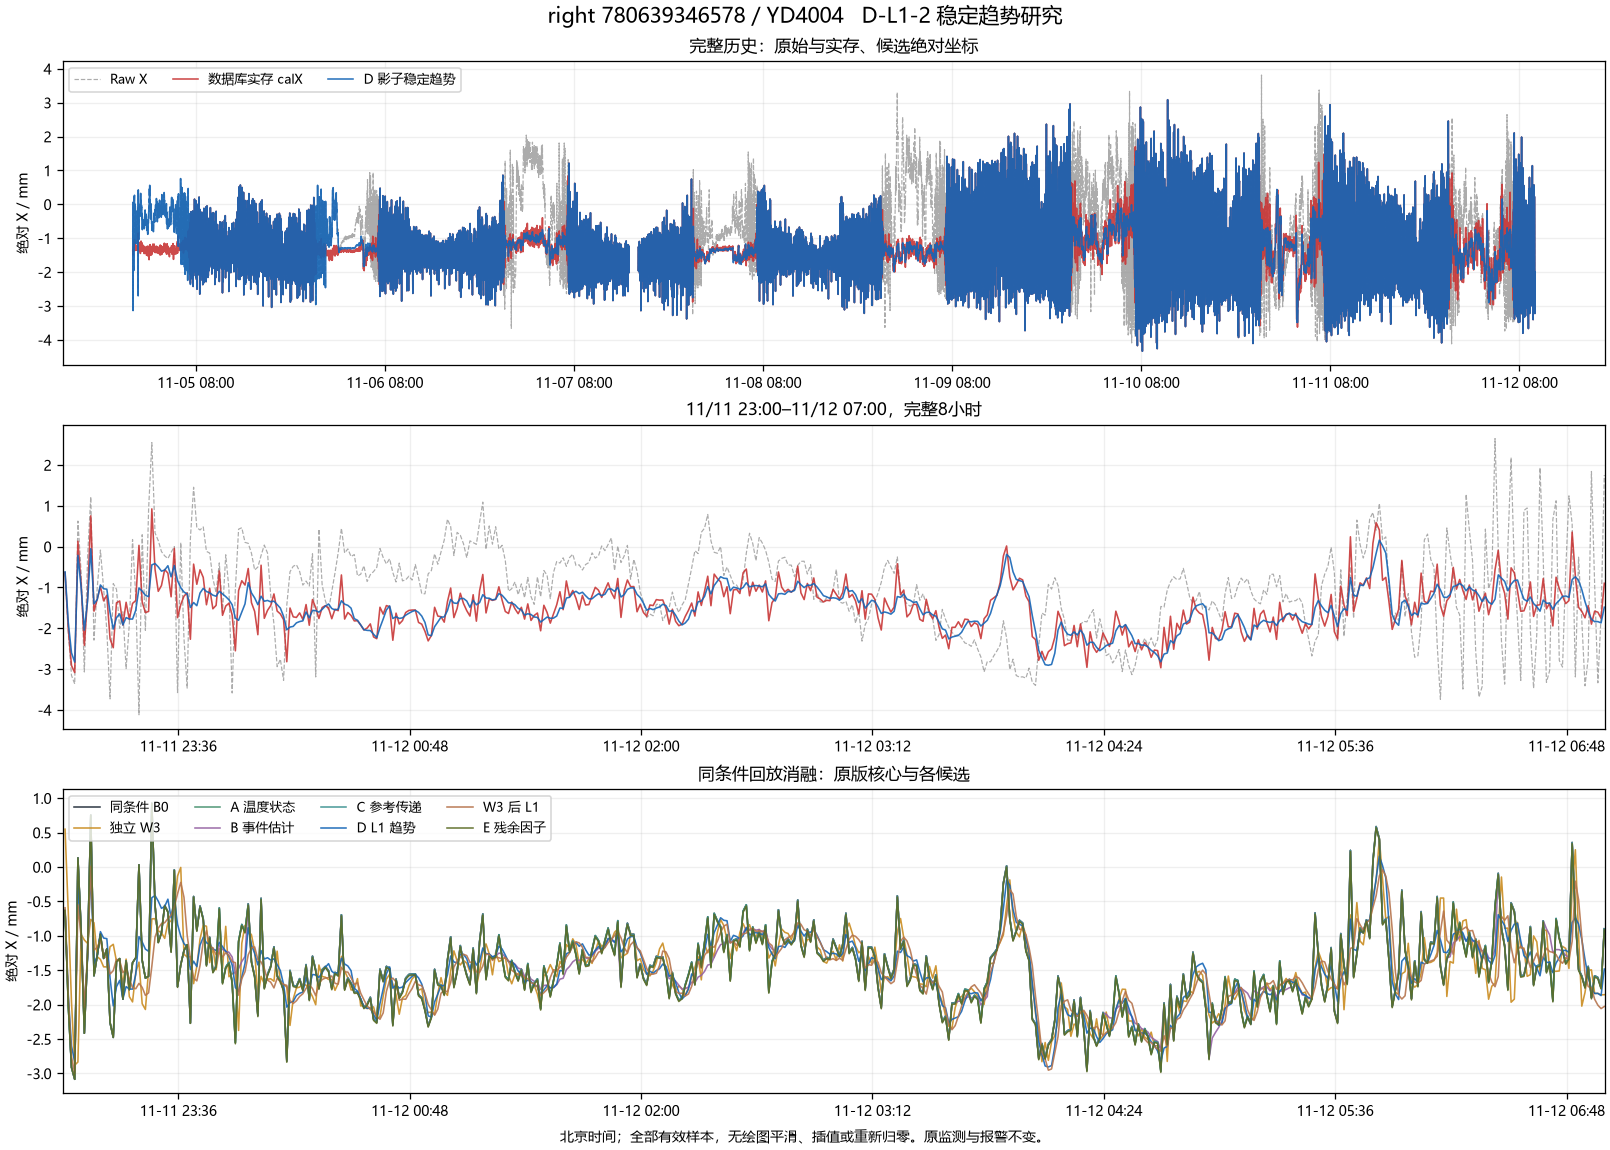 right 780639346578 / YD4004   D-L1-2 稳定趋势研究
完整历史：原始与实存、候选绝对坐标
Raw X
数据库实存 calX
D 影子稳定趋势
绝对 X / mm
4
3
2
1
0
-1
-2
-3
-4
11-05 08:00
11-06 08:00
11-07 08:00
11-08 08:00
11-09 08:00
11-10 08:00
11-11 08:00
11-12 08:00
11/11 23:00–11/12 07:00，完整8小时
绝对 X / mm
2
1
0
-1
-2
-3
-4
11-11 23:36
11-12 00:48
11-12 02:00
11-12 03:12
11-12 04:24
11-12 05:36
11-12 06:48
同条件回放消融：原版核心与各候选
同条件 B0
A 温度状态
C 参考传递
W3 后 L1
独立 W3
B 事件估计
D L1 趋势
E 残余因子
绝对 X / mm
1.0
0.5
0.0
-0.5
-1.0
-1.5
-2.0
-2.5
-3.0
11-11 23:36
11-12 00:48
11-12 02:00
11-12 03:12
11-12 04:24
11-12 05:36
11-12 06:48
北京时间；全部有效样本，无绘图平滑、插值或重新归零。原监测与报警不变。